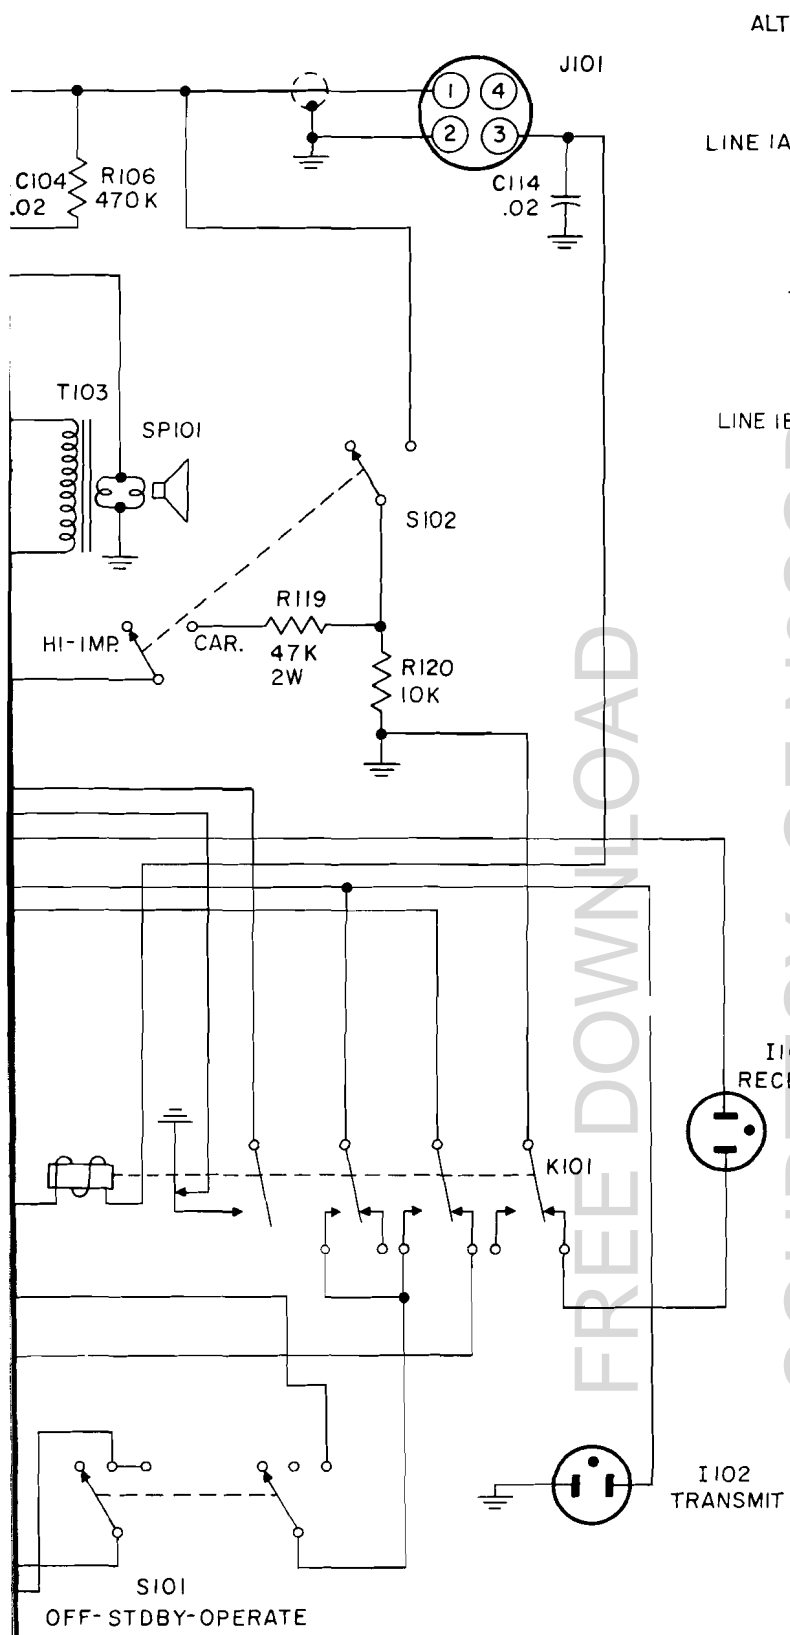 ALT
J101
1
4
2
3
LINE 1A
C104
.02
R106
470K
C114
.02
T103
SP101
LINE 1B
S102
R119
HI-IMP.
CAR.
47K
2W
R120
10K
RECE
K101
I102
TRANSMIT
S101
OFF-STDBY-OPERATE
FREE DOWNLOAD